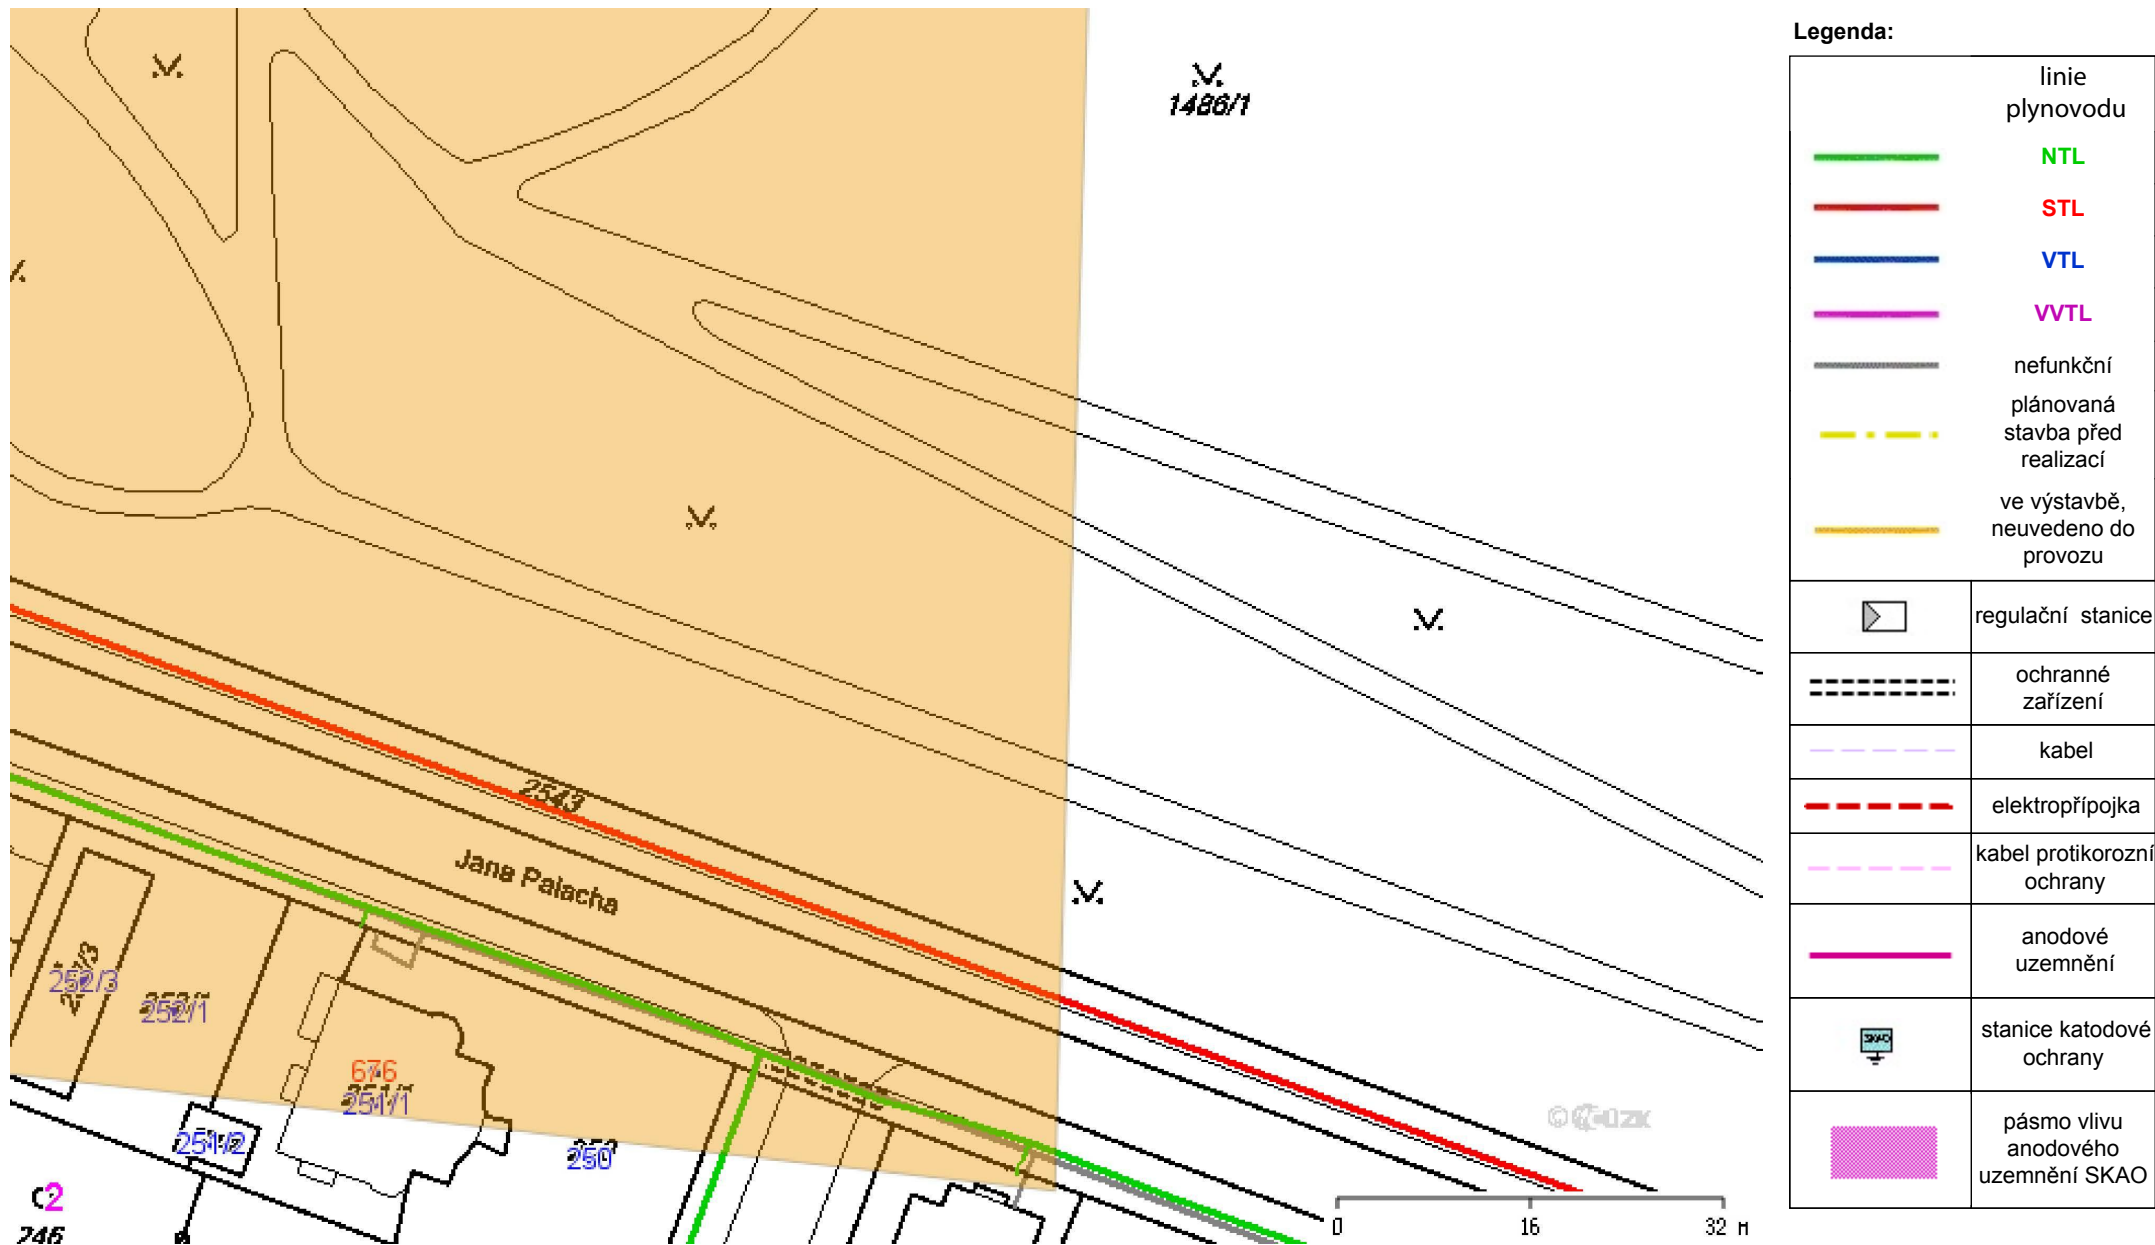 Legenda:
linie
plynovodu
NTL
STL
VTL
VVTL
nefunkční
plánovaná
stavba před
realizací
ve výstavbě,
neuvedeno do
provozu
regulační stanice
ochranné
zařízení
kabel
elektropřípojka
kabel protikorozní
ochrany
anodové
uzemnění
SKAO
stanice katodové
ochrany
pásmo vlivu
anodového
uzemnění SKAO
1486/1
2543
Jana Palacha
252/3
252/1
676
251/1
251/2
250
2
746
0 16 32 m